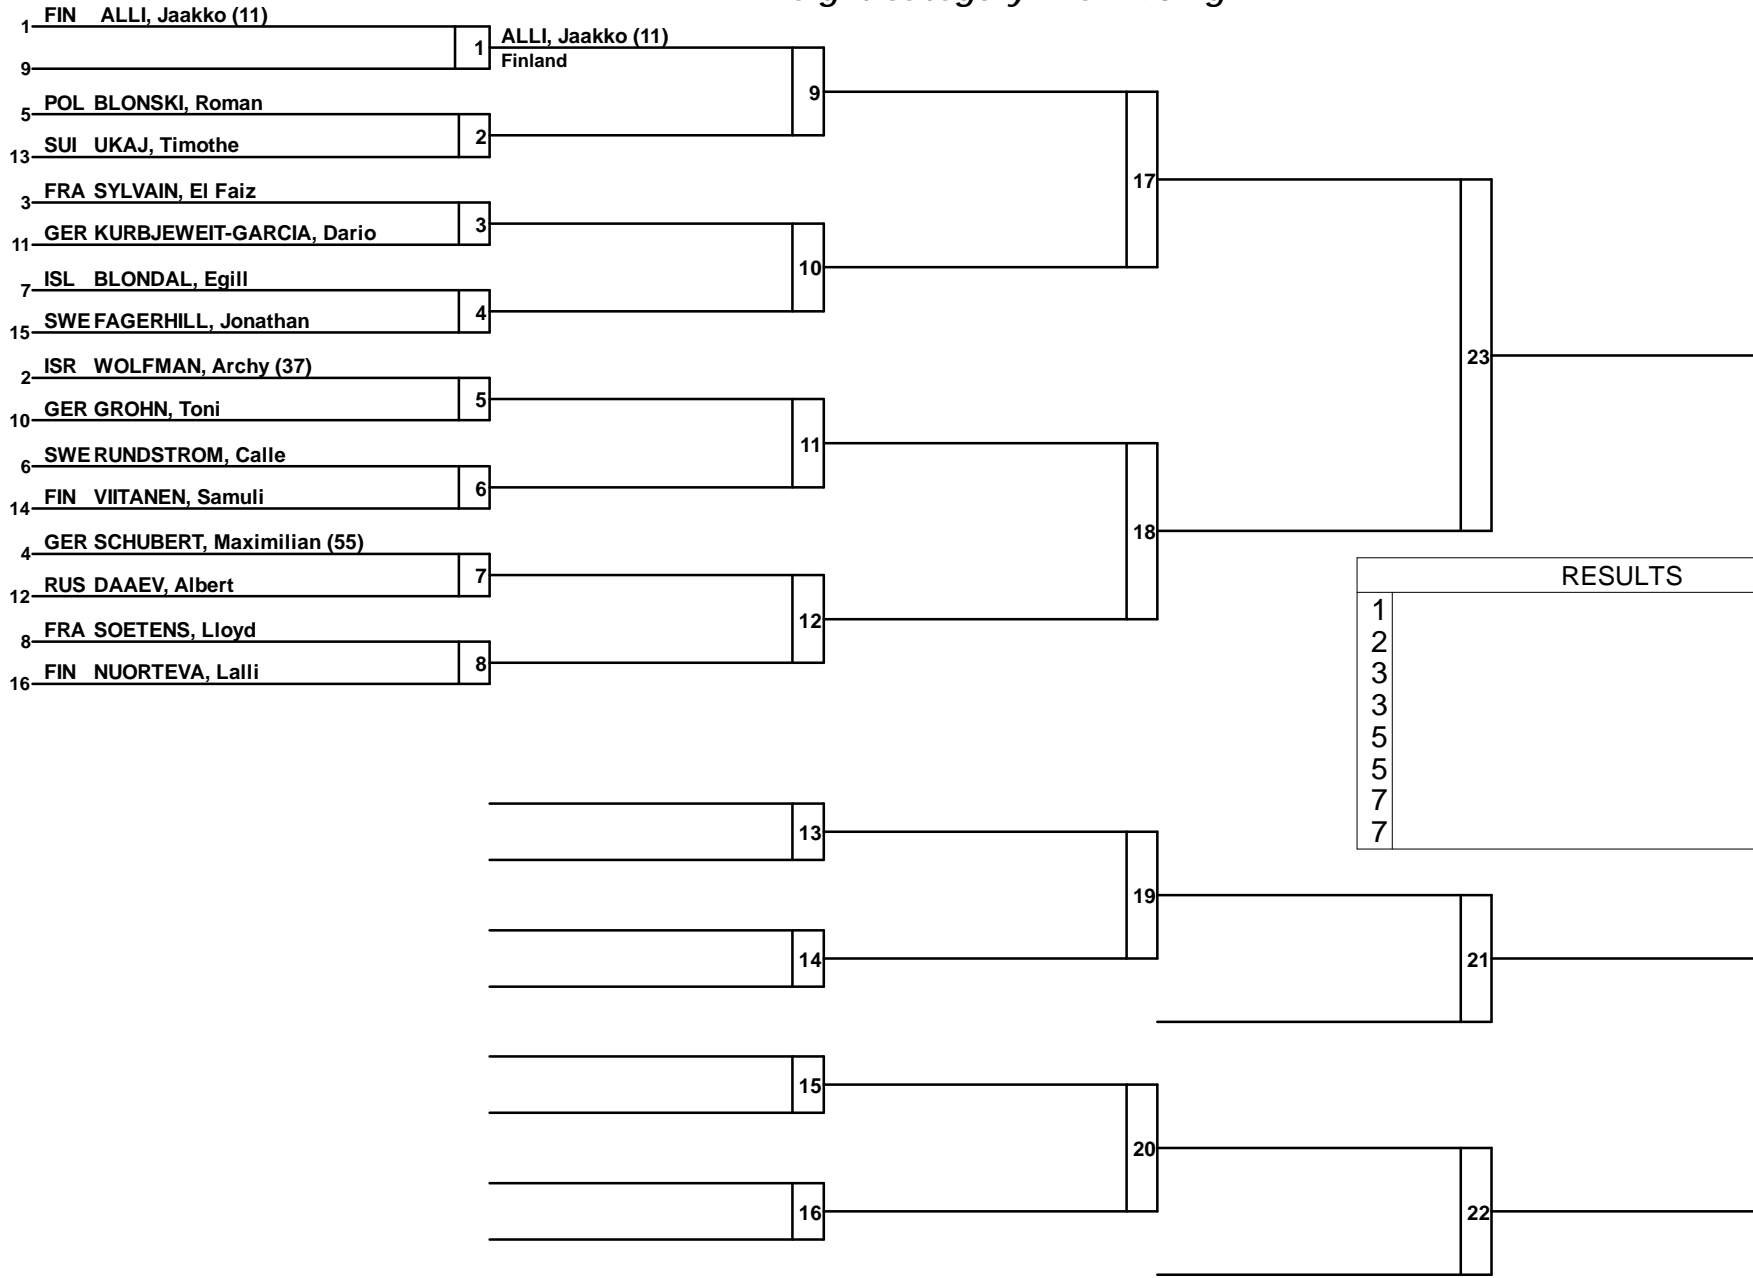 1 FIN ALLI, Jaakko (11)
9
1 ALLI, Jaakko (11)
Finland
5 POL BLONSKI, Roman
13 SUI UKAJ, Timothe
2
9
3 FRA SYLVAIN, El Faiz
11 GER KURBJEWEIT-GARCIA, Dario
3
7 ISL BLONDAL, Egill
15 SWE FAGERHILL, Jonathan
4
10
17
2 ISR WOLFMAN, Archy (37)
10 GER GROHN, Toni
5
6 SWE RUNDSTROM, Calle
14 FIN VIITANEN, Samuli
6
11
4 GER SCHUBERT, Maximilian (55)
12 RUS DAAEV, Albert
7
8 FRA SOETENS, Lloyd
16 FIN NUORTEVA, Lalli
8
12
18
23
RESULTS
1
2
3
3
5
5
7
7
13
14
19
21
15
16
20
22